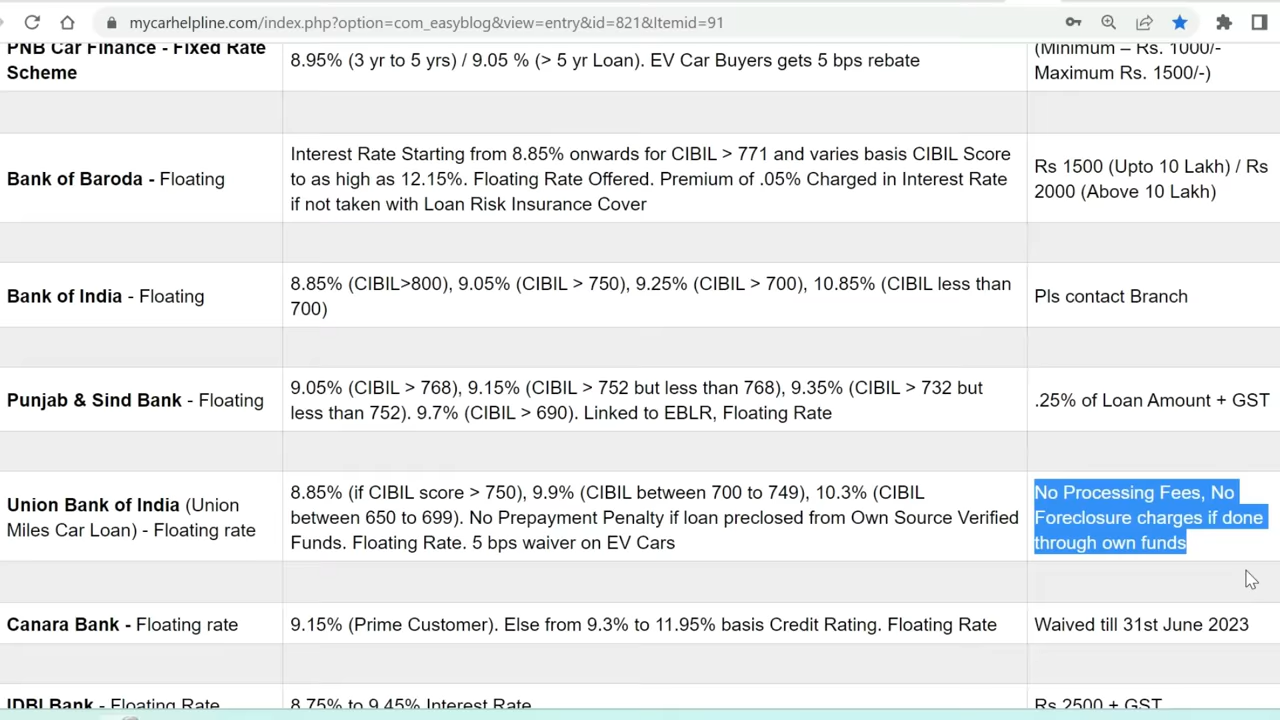 mycarhelpline.com/index.php?option=com_easyblog&view=entry&id=821&Itemid=91
PNB Car Finance - Fixed Rate
Scheme
8.95% (3 yr to 5 yrs) / 9.05 % (> 5 yr Loan). EV Car Buyers gets 5 bps rebate
(Minimum – Rs. 1000/-
Maximum Rs. 1500/-)
Bank of Baroda - Floating
Interest Rate Starting from 8.85% onwards for CIBIL > 771 and varies basis CIBIL Score
to as high as 12.15%. Floating Rate Offered. Premium of .05% Charged in Interest Rate
if not taken with Loan Risk Insurance Cover
Rs 1500 (Upto 10 Lakh) / Rs
2000 (Above 10 Lakh)
Bank of India - Floating
8.85% (CIBIL>800), 9.05% (CIBIL > 750), 9.25% (CIBIL > 700), 10.85% (CIBIL less than
700)
Pls contact Branch
Punjab & Sind Bank - Floating
9.05% (CIBIL > 768), 9.15% (CIBIL > 752 but less than 768), 9.35% (CIBIL > 732 but
less than 752). 9.7% (CIBIL > 690). Linked to EBLR, Floating Rate
.25% of Loan Amount + GST
Union Bank of India (Union
Miles Car Loan) - Floating rate
8.85% (if CIBIL score > 750), 9.9% (CIBIL between 700 to 749), 10.3% (CIBIL
between 650 to 699). No Prepayment Penalty if loan preclosed from Own Source Verified
Funds. Floating Rate. 5 bps waiver on EV Cars
No Processing Fees, No
Foreclosure charges if done
through own funds
Canara Bank - Floating rate
9.15% (Prime Customer). Else from 9.3% to 11.95% basis Credit Rating. Floating Rate
Waived till 31st June 2023
IDBI Bank - Floating Rate
8.75% to 9.45% Interest Rate
Rs 2500 + GST